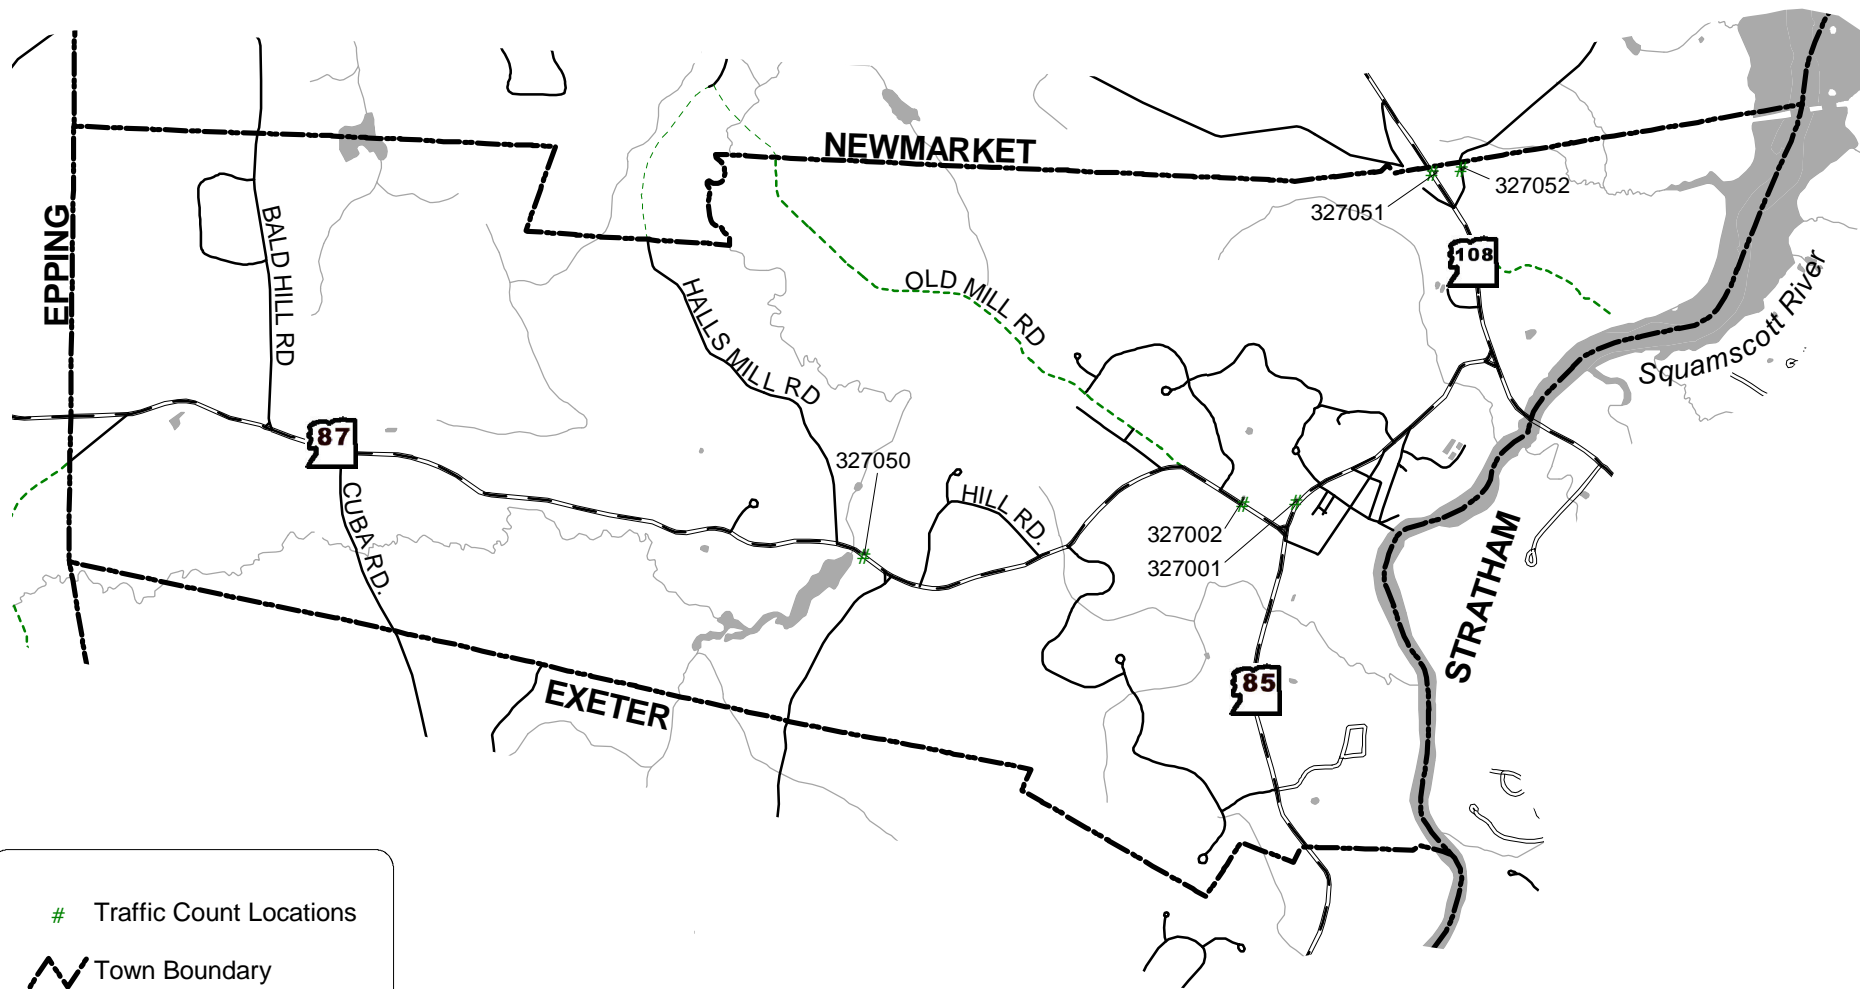 NEWMARKET
327052
327051
EPPING
BALD HILL RD
108
OLD MILL RD
HALLS MILL RD
Squamscott River
87
327050
CUBA RD.
HILL RD.
327002
327001
STRATHAM
85
EXETER
# Traffic Count Locations
Town Boundary